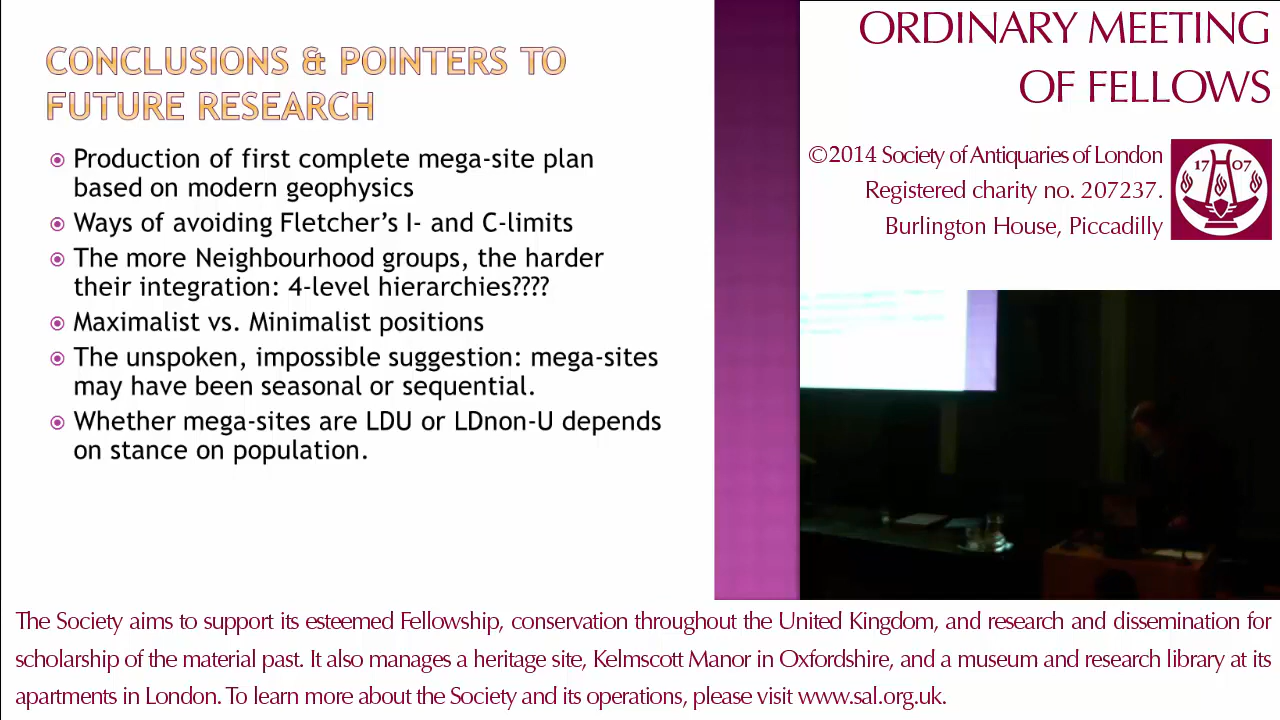 CONCLUSIONS & POINTERS TO
FUTURE RESEARCH
Production of first complete mega-site plan
based on modern geophysics
Ways of avoiding Fletcher's I- and C-limits
The more Neighbourhood groups, the harder
their integration: 4-level hierarchies????
Maximalist vs. Minimalist positions
The unspoken, impossible suggestion: mega-sites
may have been seasonal or sequential.
Whether mega-sites are LDU or LDnon-U depends
on stance on population.
ORDINARY MEETING
OF FELLOWS
©2014 Society of Antiquaries of London
Registered charity no. 207237.
Burlington House, Piccadilly
17 07
The Society aims to support its esteemed Fellowship, conservation throughout the United Kingdom, and research and dissemination for
scholarship of the material past. It also manages a heritage site, Kelmscott Manor in Oxfordshire, and a museum and research library at its
apartments in London. To learn more about the Society and its operations, please visit www.sal.org.uk.